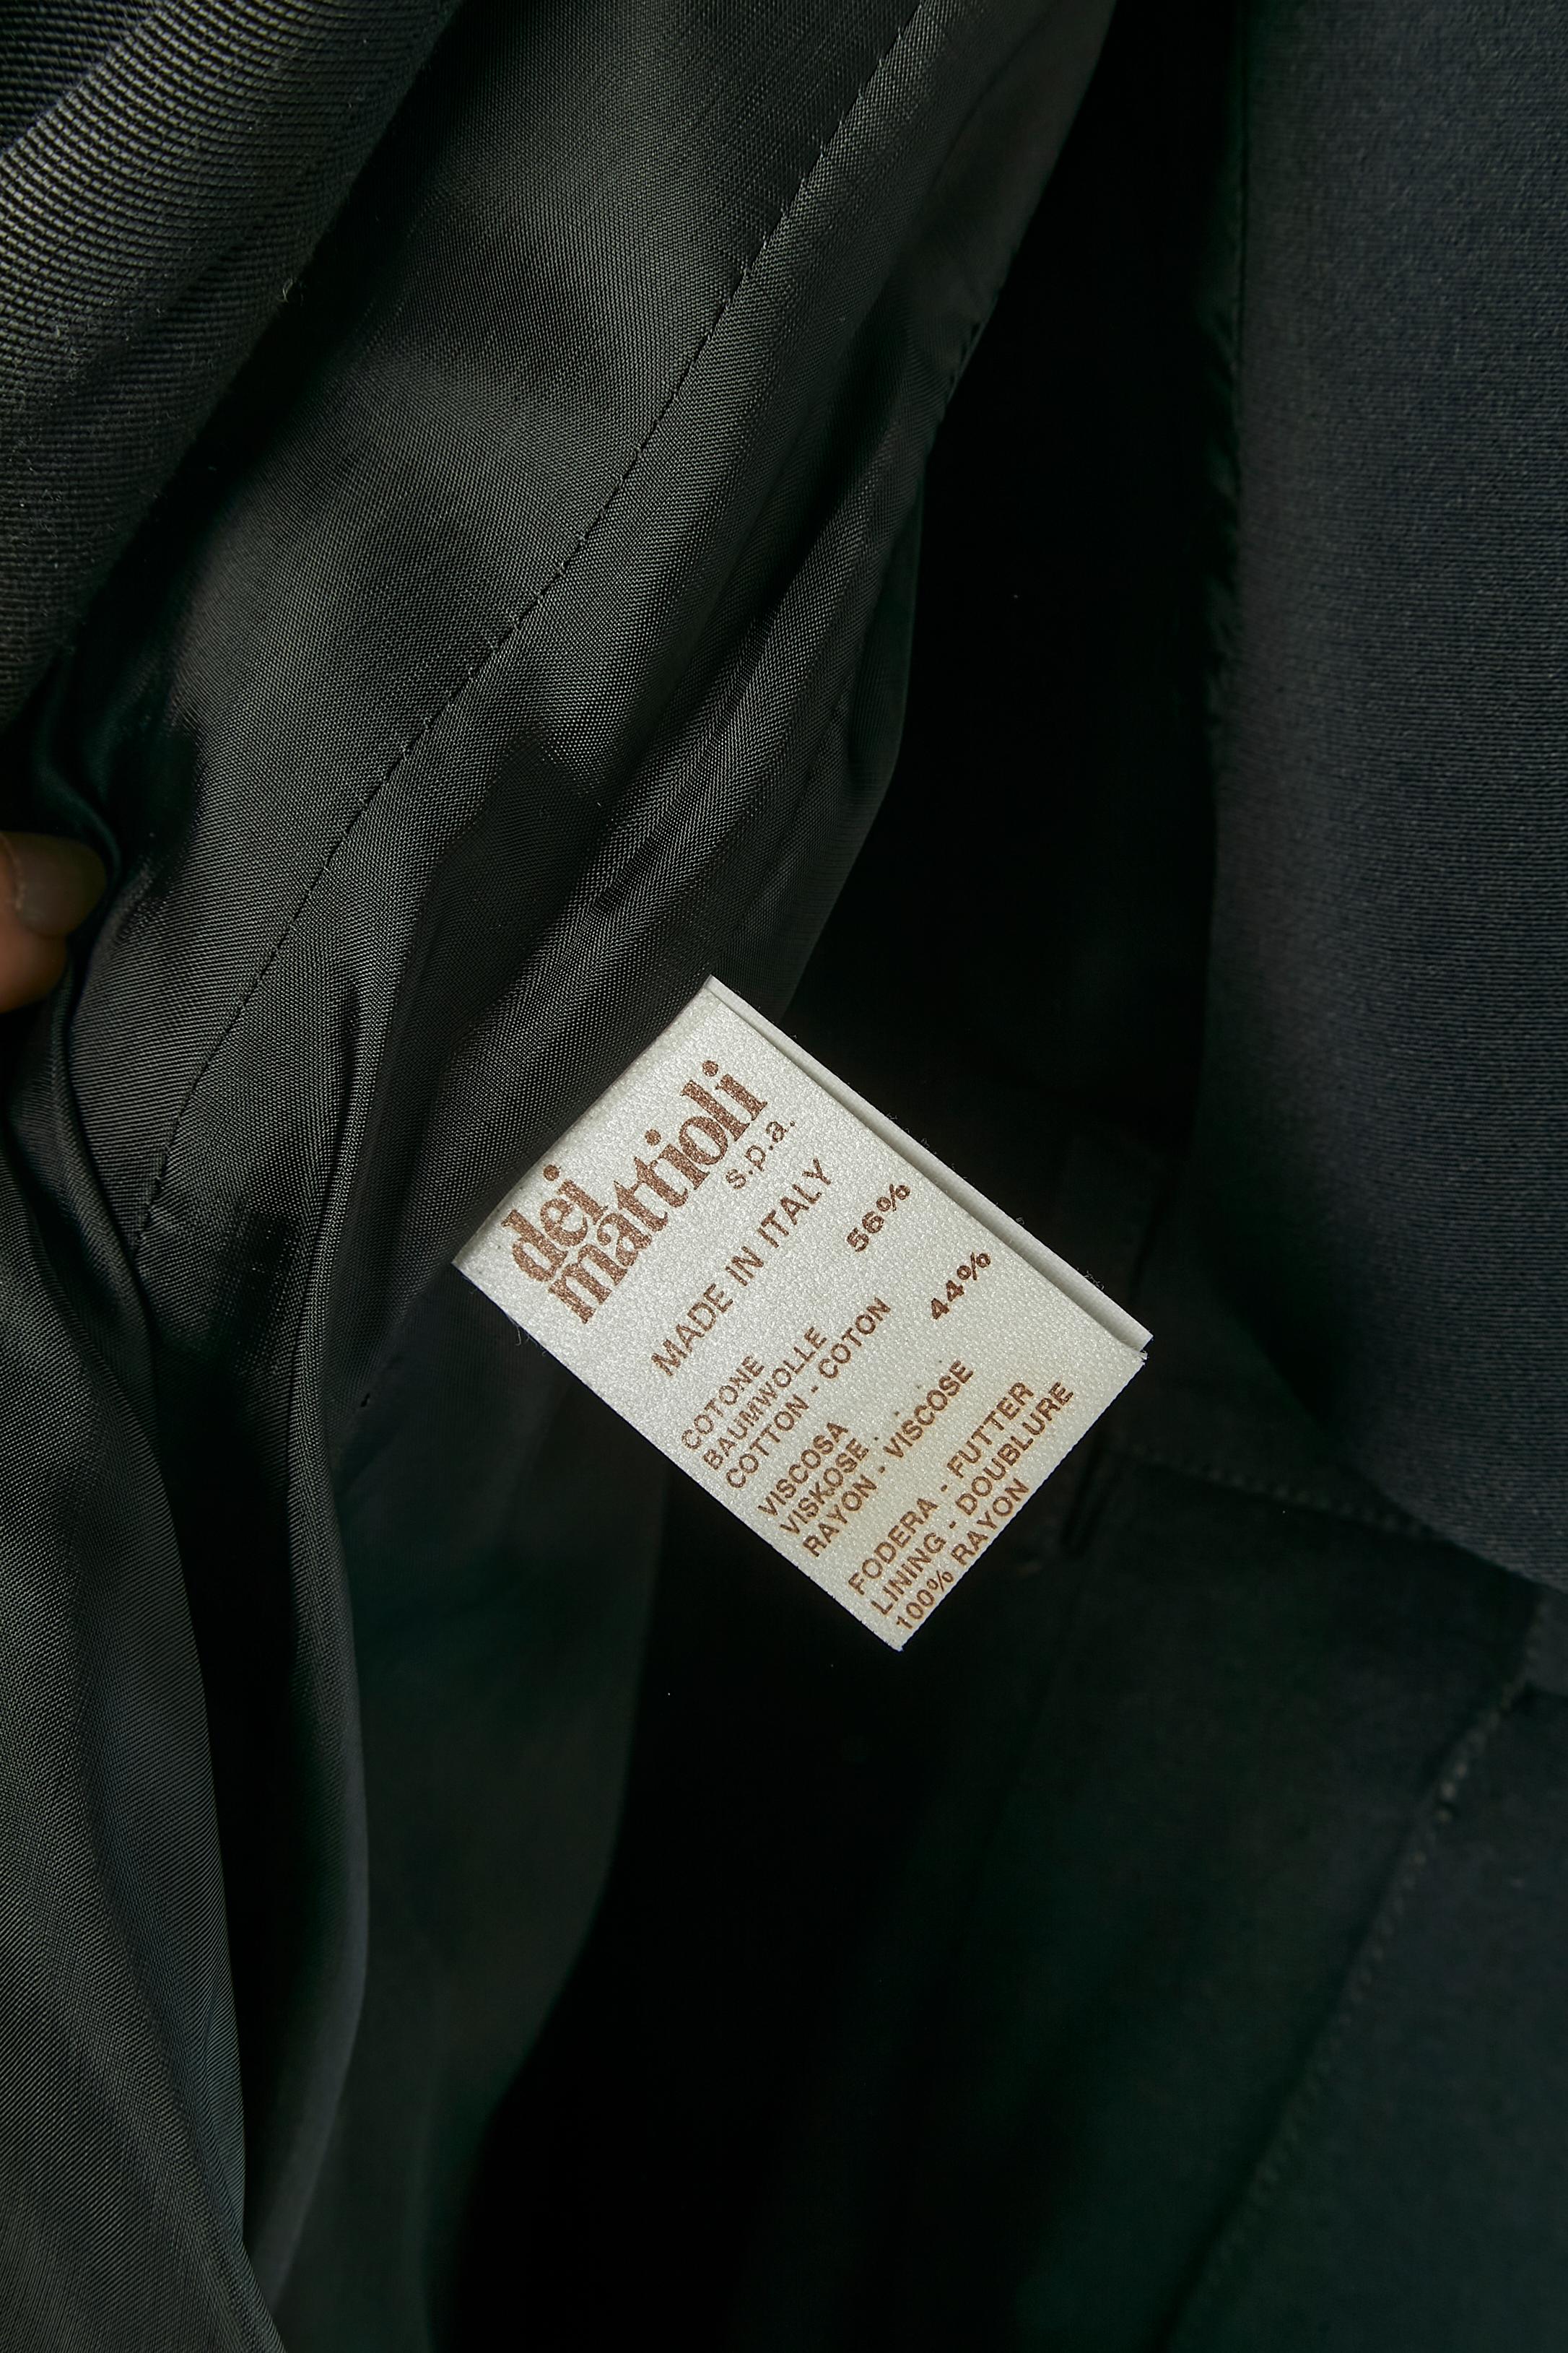 dei
mattioli
s.p.a.
MADE IN ITALY
COTONE
BAUMWOLLE 56%
COTTON - COTON
VISCOSA
VISKOSE 44%
RAYON - VISCOSE
FODERA - FUTTER
LINING - DOUBLURE
100% RAYON